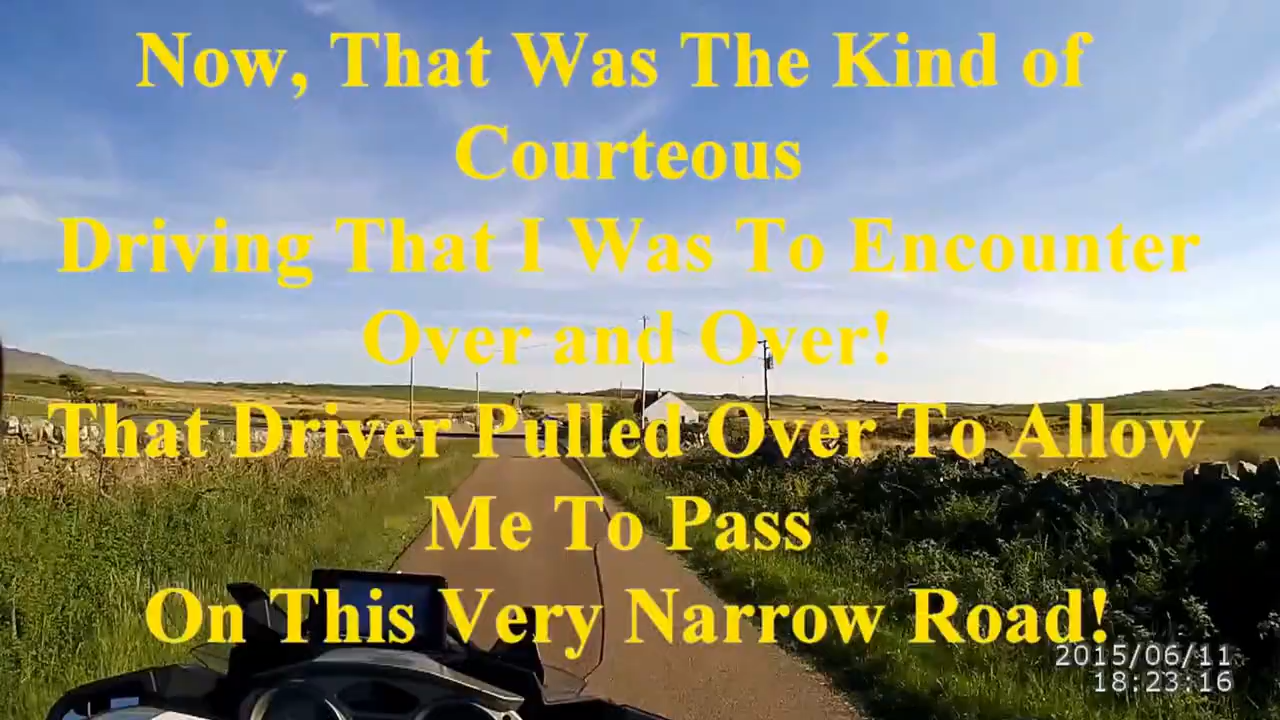 Now, That Was The Kind of
Courteous
Driving That I Was To Encounter
Over and Over!
That Driver Pulled Over To Allow
Me To Pass
On This Very Narrow Road!
2015/06/11
18:23:16